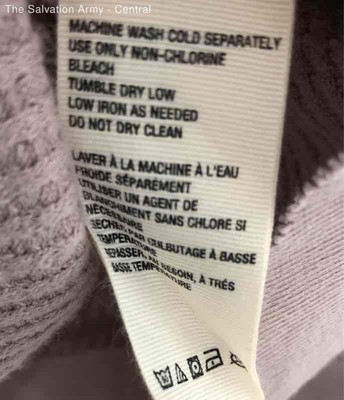 The Salvation Army - Central
MACHINE WASH COLD SEPARATELY
USE ONLY NON-CHLORINE
BLEACH
TUMBLE DRY LOW
LOW IRON AS NEEDED
DO NOT DRY CLEAN
LAVER À LA MACHINE À L'EAU
FROIDE SÉPARÉMENT
UTILISER UN AGENT DE
BLANCHIMENT SANS CHLORE SI
NÉCESSAIRE
SÉCHER PAR CULBUTAGE À BASSE
TEMPÉRATURE
REPASSER, AU BESOIN, À TRÉS
BASSE TEMPÉRATURE